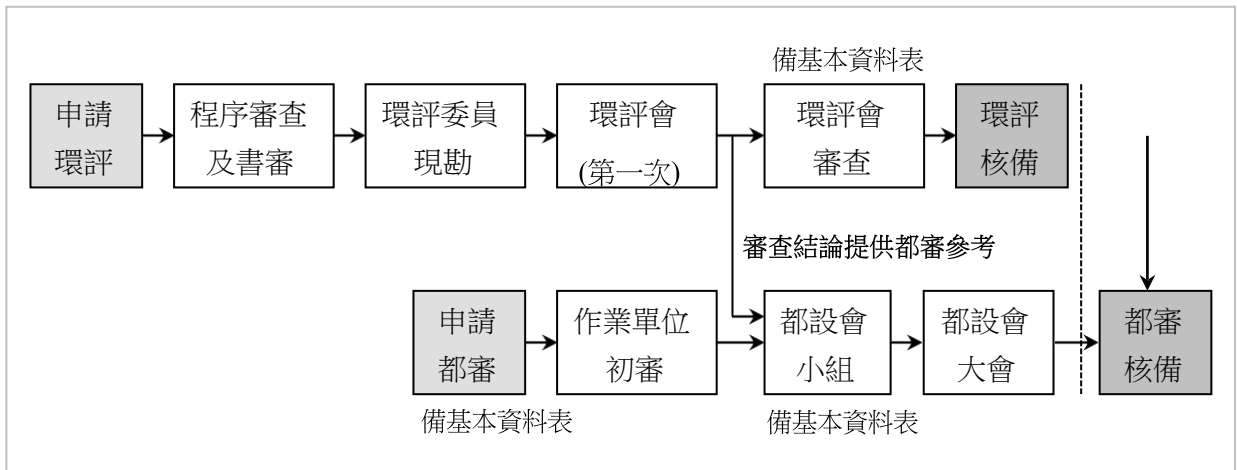 備基本資料表
申請
環評
程序審查
及書審
環評委員
現勘
環評會
(第一次)
環評會
審查
環評
核備
審查結論提供都審參考
申請
都審
作業單位
初審
都設會
小組
都設會
大會
都審
核備
備基本資料表
備基本資料表